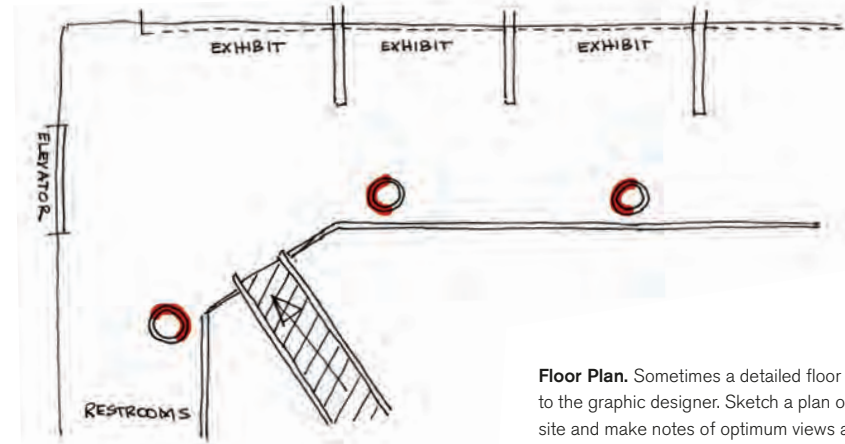 EXHIBIT
EXHIBIT
EXHIBIT
ELEVATOR
RESTROOMS
Floor Plan. Sometimes a detailed floor
to the graphic designer. Sketch a plan o
site and make notes of optimum views a